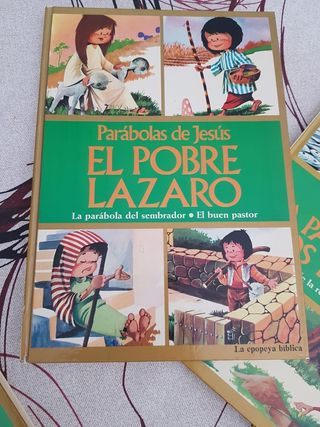 Parábolas de Jesús
EL POBRE
LAZARO
La parábola del sembrador • El buen pastor
La epopeya bíblica